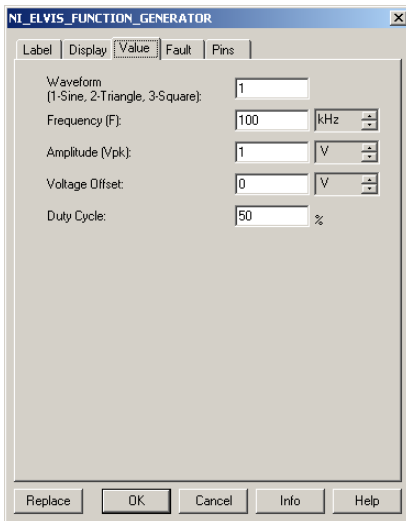 NI_ELVIS_FUNCTION_GENERATOR
Label Display Value Fault Pins
Waveform
(1-Sine, 2-Triangle, 3-Square): 1
Frequency (F): 100 kHz
Amplitude (Vpk): 1 V
Voltage Offset: 0 V
Duty Cycle: 50 %
Replace OK Cancel Info Help